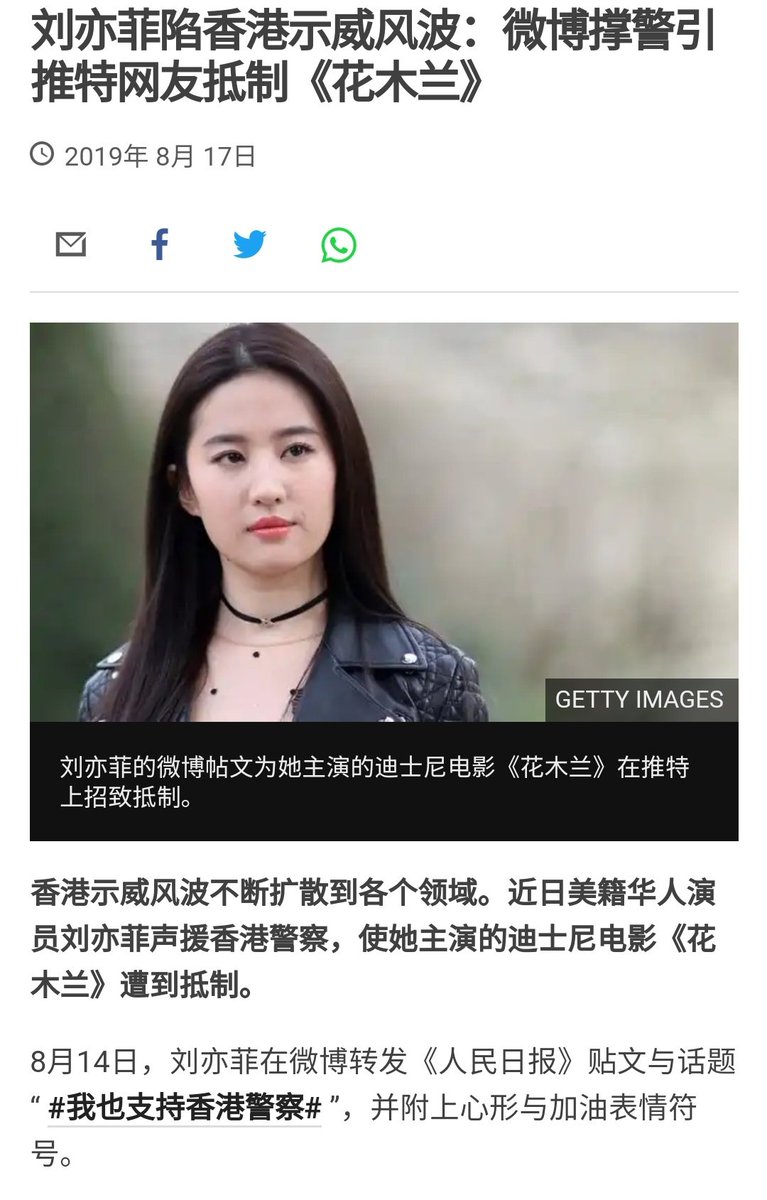 刘亦菲陷香港示威风波：微博撑警引
推特网友抵制《花木兰》
2019年 8月 17日
GETTY IMAGES
刘亦菲的微博帖文为她主演的迪士尼电影《花木兰》在推特
上招致抵制。
香港示威风波不断扩散到各个领域。近日美籍华人演
员刘亦菲声援香港警察，使她主演的迪士尼电影《花
木兰》遭到抵制。
8月14日，刘亦菲在微博转发《人民日报》贴文与话题
“ #我也支持香港警察# ”，并附上心形与加油表情符
号。